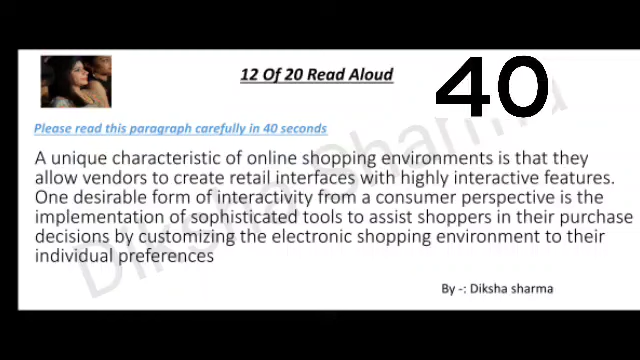 12 Of 20 Read Aloud
40
Please read this paragraph carefully in 40 seconds
A unique characteristic of online shopping environments is that they
allow vendors to create retail interfaces with highly interactive features.
One desirable form of interactivity from a consumer perspective is the
implementation of sophisticated tools to assist shoppers in their purchase
decisions by customizing the electronic shopping environment to their
individual preferences
By -: Diksha sharma
Diksha Sharma